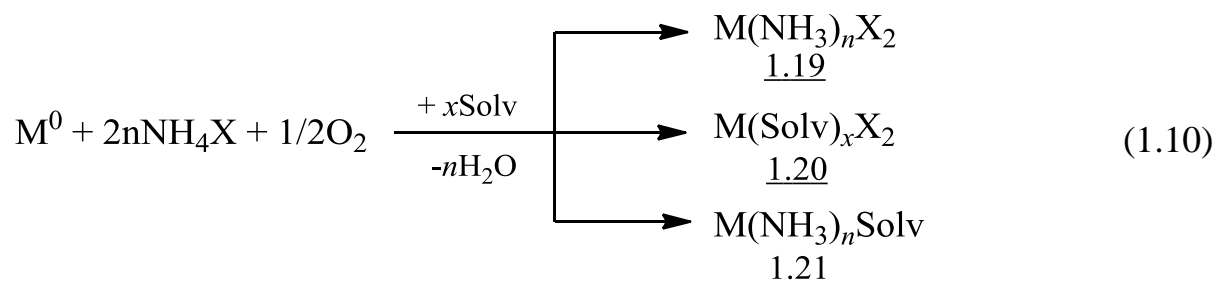 M(NH₃)ₙX₂
1.19
M⁰ + 2nNH₄X + 1/2O₂
+ xSolv
-nH₂O
M(Solv)ₓX₂
1.20
(1.10)
M(NH₃)ₙSolv
1.21